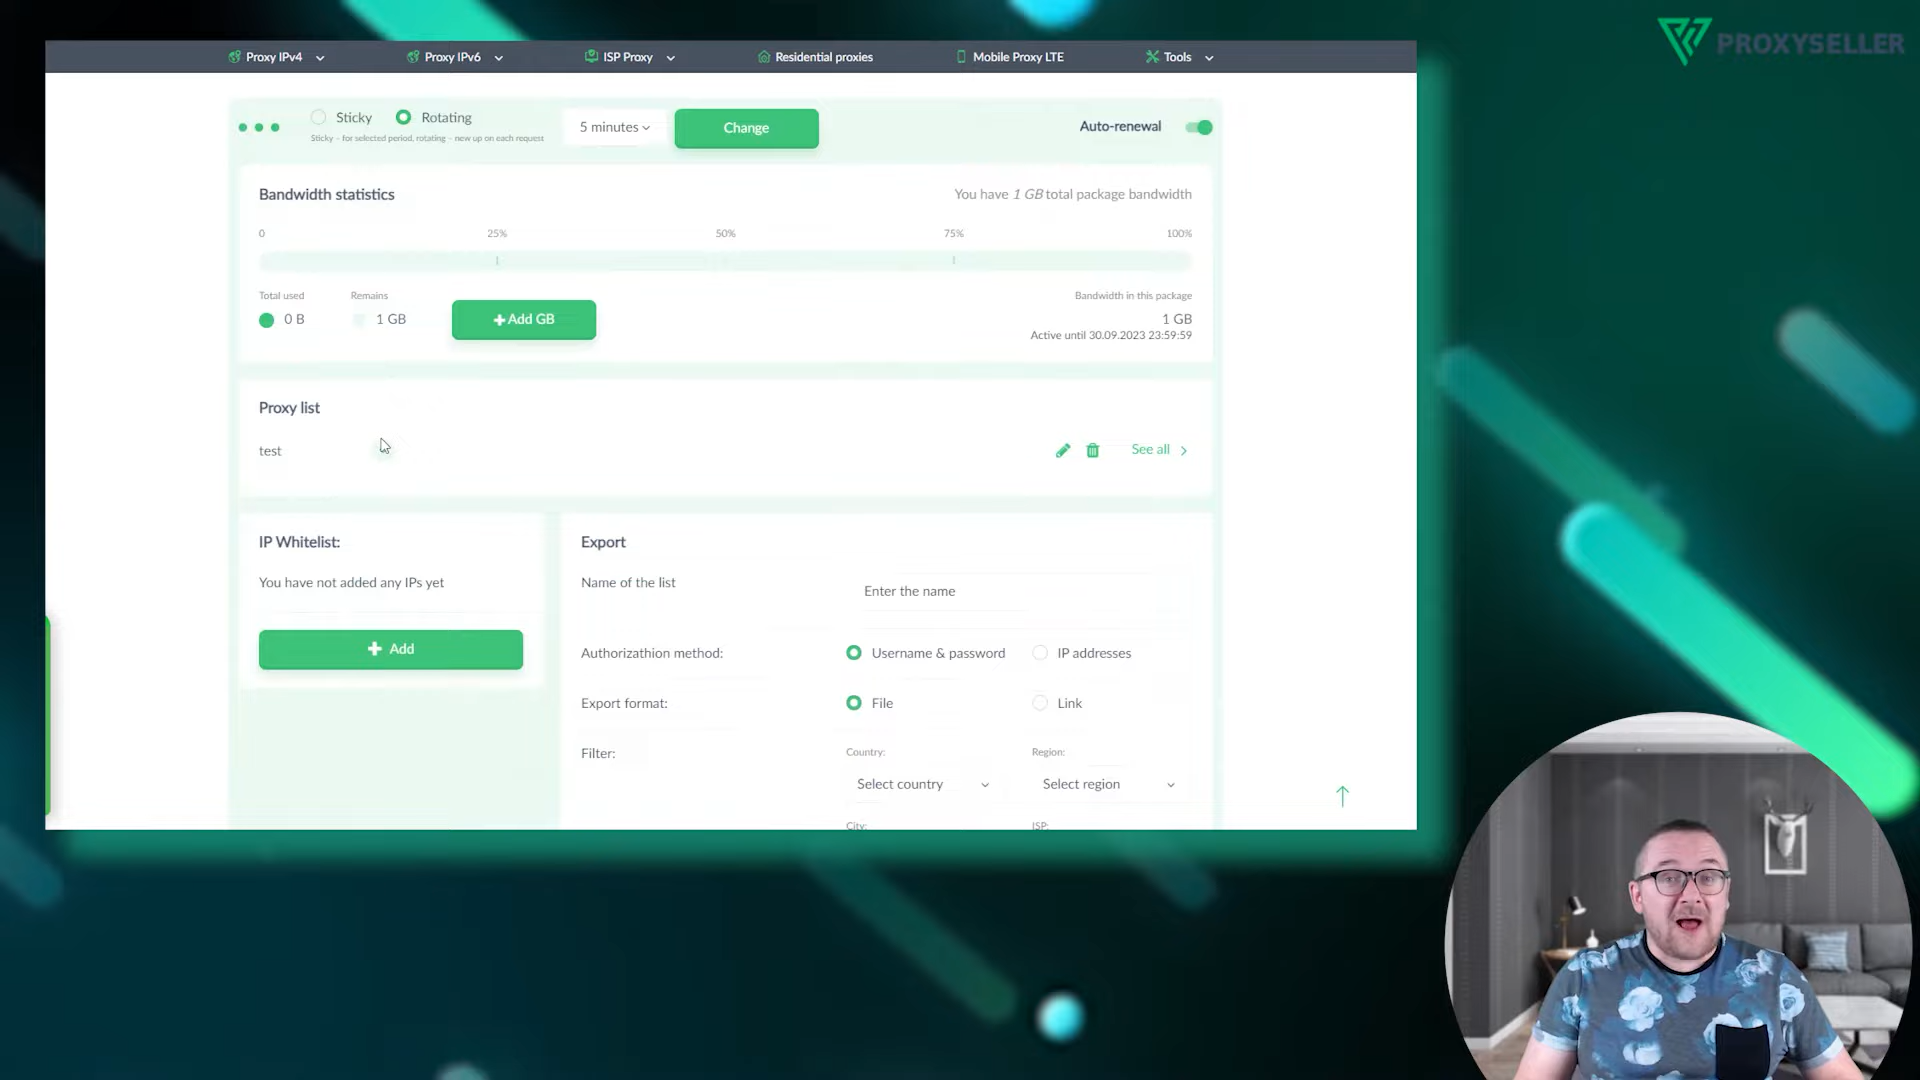 PROXYSELLER
Proxy IPv4
Proxy IPv6
ISP Proxy
Residential proxies
Mobile Proxy LTE
Tools
Sticky
Rotating
Sticky - for selected period, rotating - new up on each request
5 minutes
Change
Auto-renewal
Bandwidth statistics
You have 1 GB total package bandwidth
0
25%
50%
75%
100%
Total used
Remains
Bandwidth in this package
0 B
1 GB
+ Add GB
1 GB
Active until 30.09.2023 23:59:59
Proxy list
test
See all
IP Whitelist:
You have not added any IPs yet
+ Add
Export
Name of the list
Enter the name
Authorizathion method:
Username & password
IP addresses
Export format:
File
Link
Filter:
Country:
Region:
Select country
Select region
City:
ISP: